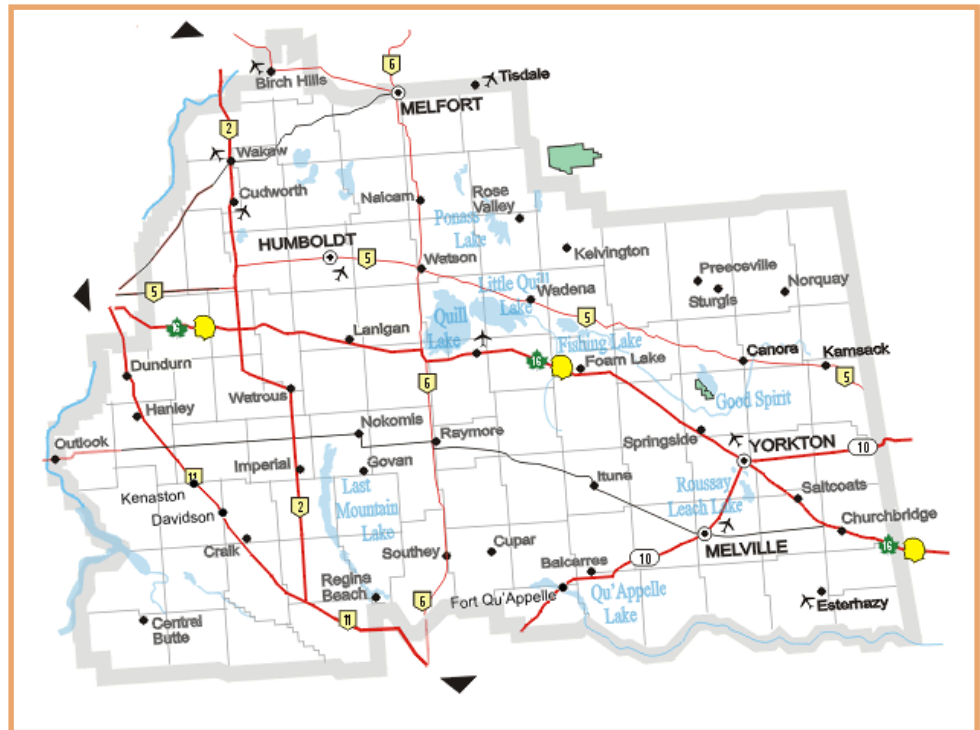 6
Birch Hills
Tisdale
MELFORT
2
Wakaw
Cudworth
Naicam
Rose
Valley
Ponass
Lake
HUMBOLDT
5
Watson
Kelvington
Preeceville
Sturgis
Norquay
5
Little Quill
Lake
Wadena
Quill
Lake
5
16
Lanigan
Fishing Lake
16
Foam Lake
Canora
Kamsack
5
Dundurn
6
Watrous
Good Spirit
Hanley
Nokomis
Raymore
Springside
YORKTON
10
Outlook
Imperial
Govan
Ituna
Roussay
Leach Lake
Saltcoats
11
Kenaston
Last
Mountain
Lake
2
Davidson
Churchbridge
Cralk
Southey
Cupar
MELVILLE
16
10
Balcarres
Regina
Beach
6
Fort Qu'Appelle
Qu'Appelle
Lake
Esterhazy
Central
Butte
11